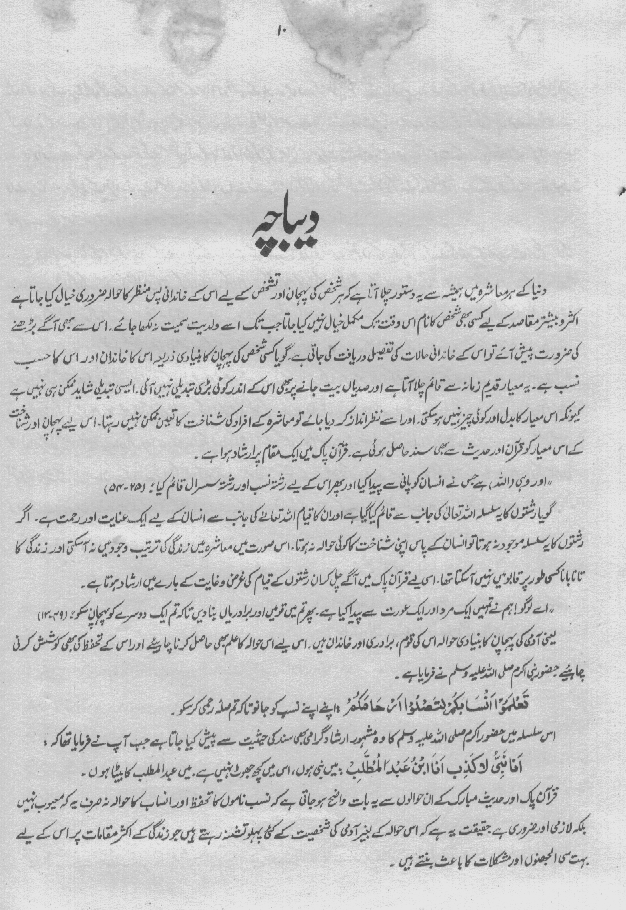 ۱۰
دیباچہ
دنیا کے ہر معاشرہ میں ہمیشہ سے یہ دستور چلا آتا ہے کہ ہر شخص کی پہچان اور تشخص کے لیے اس کے خاندانی پس منظر کا حوالہ ضروری خیال کیا جاتا ہے
اکثر و بیشتر مقاصد کے لیے کسی بھی شخص کا نام اس وقت تک مکمل خیال نہیں کیا جاتا جب تک اسے ولدیت سمیت نہ لکھا جائے۔ اس سے بھی آگے بڑھنے
کی ضرورت پیش آئے تو اس کے خاندانی حالات کی تفصیل دریافت کی جاتی ہے گویا کسی شخص کی پہچان کا بنیادی ذریعہ اس کا خاندان اور اس کا حسب
نسب ہے۔ یہ معیار قدیم زمانہ سے قائم چلا آتا ہے اور صدیاں بیت جانے پر بھی اس کے اندر کوئی بڑی تبدیلی نہیں آئی۔ ایسی تبدیلی شاید ممکن ہی نہیں ہے
کیونکہ اس معیار کا بدل اور کوئی چیز نہیں ہو سکتی۔ اور اسے نظر انداز کر دیا جائے تو معاشرہ کے افراد کی شناخت کا تعین ممکن نہیں رہتا۔ اس لیے پہچان اور شناخت
کے اس معیار کو قرآن اور حدیث سے بھی سند حاصل ہوئی ہے۔ قرآن پاک میں ایک مقام پر ارشاد ہوا ہے۔
"اور وہی (اللہ) ہے جس نے انسان کو پانی سے پیدا کیا اور پھر اس کے لیے رشتہ نسب اور رشتہ سسرال قائم کیا" (۲۵-۵۴)
گویا رشتوں کا یہ سلسلہ اللہ تعالیٰ کی جانب سے قائم کیا گیا ہے اور ان کا قیام اللہ تعالےٰ کی جانب سے انسان کے لیے ایک عنایت اور رحمت ہے۔ اگر
رشتوں کا یہ سلسلہ موجود نہ ہوتا تو انسان کے پاس اپنی شناخت کا کوئی حوالہ نہ ہوتا۔ اس صورت میں معاشرہ میں زندگی کی ترتیب وجود میں نہ آسکتی اور زندگی کا
تانا بانا کسی طور پر قابو میں نہیں آسکتا تھا۔ اسی لیے قرآن پاک میں آگے چل کر ان رشتوں کے قیام کی غرض و غایت کے بارے میں ارشاد ہوتا ہے۔
"اے لوگو! ہم نے تمہیں ایک مرد اور ایک عورت سے پیدا کیا ہے۔ پھر تم میں قومیں اور برادریاں بنا دیں تاکہ تم ایک دوسرے کو پہچان سکو" (۴۹-۱۳)
یعنی آدمی کی پہچان کا بنیادی حوالہ اس کی قوم، برادری اور خاندان ہیں۔ اس لیے اس حوالہ کا علم بھی حاصل کرنا چاہیئے اور اس کے تحفظ کی بھی کوشش کرنی
چاہیئے حضور نبی اکرم صلی اللہ علیہ وسلم نے فرمایا ہے۔
تَعَلَّمُوْا اَنْسَابَكُمْ لِتَصِلُوْا اَرْحَامَكُمْ "اپنے اپنے نسب کو جانو تاکہ تم صلہ رحمی کر سکو۔
اس سلسلہ میں حضور اکرم صلی اللہ علیہ وسلم کا وہ مشہور ارشاد گرامی بھی سند کی حیثیت سے پیش کیا جاتا ہے جب آپ نے فرمایا تھا کہ:
اَنَا النَّبِیُّ لَا كَذِب اَنَا ابْنُ عَبْدِ الْمُطَّلِبْ "میں نبی ہوں، اس میں کچھ جھوٹ نہیں ہے۔ میں عبدالمطلب کا بیٹا ہوں۔
قرآن پاک اور حدیث مبارک کے ان حوالوں سے یہ بات واضح ہو جاتی ہے کہ نسب ناموں کا تحفظ اور انساب کا حوالہ نہ صرف یہ کہ معیوب نہیں
بلکہ لازمی اور ضروری ہے حقیقت یہ ہے کہ اس حوالہ کے بغیر آدمی کی شخصیت کے کئی پہلو تشنہ رہتے ہیں جو زندگی کے اکثر مقامات پر اس کے لیے
بہت سی الجھنوں اور مشکلات کا باعث بنتے ہیں۔